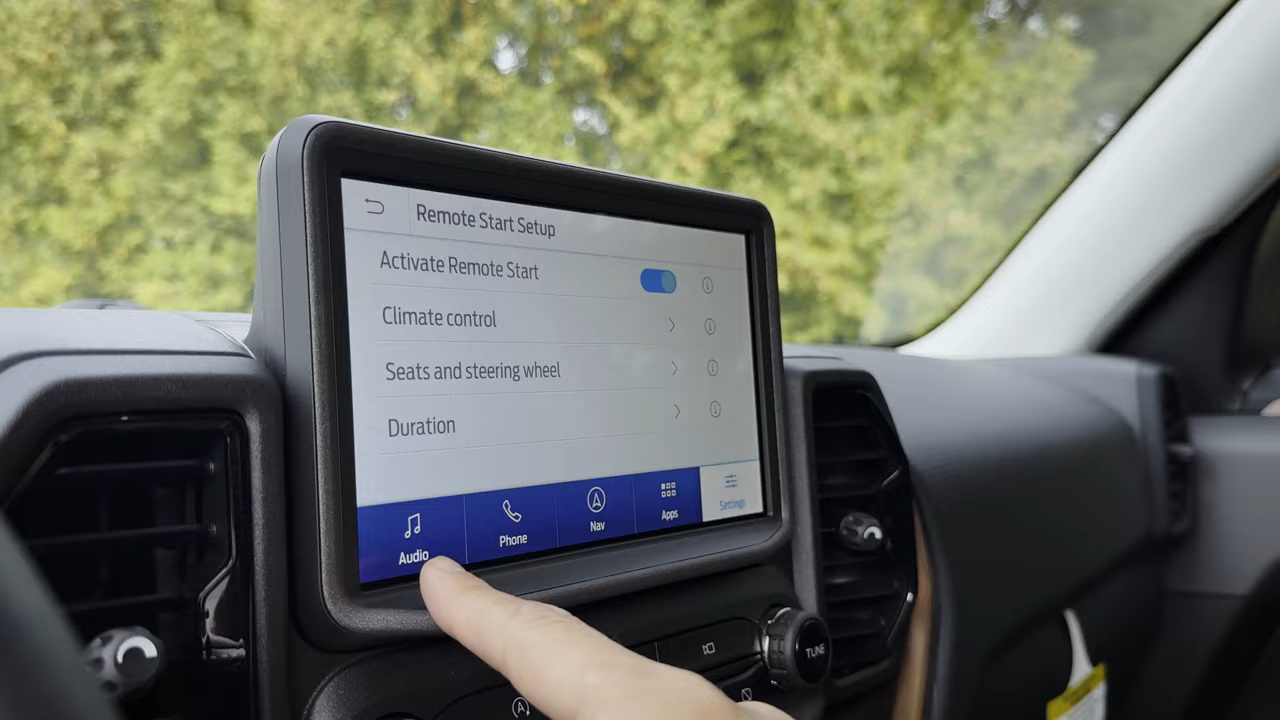 Remote Start Setup
Activate Remote Start
Climate control
Seats and steering wheel
Duration
Audio
Phone
Nav
Apps
Settings
TUNE